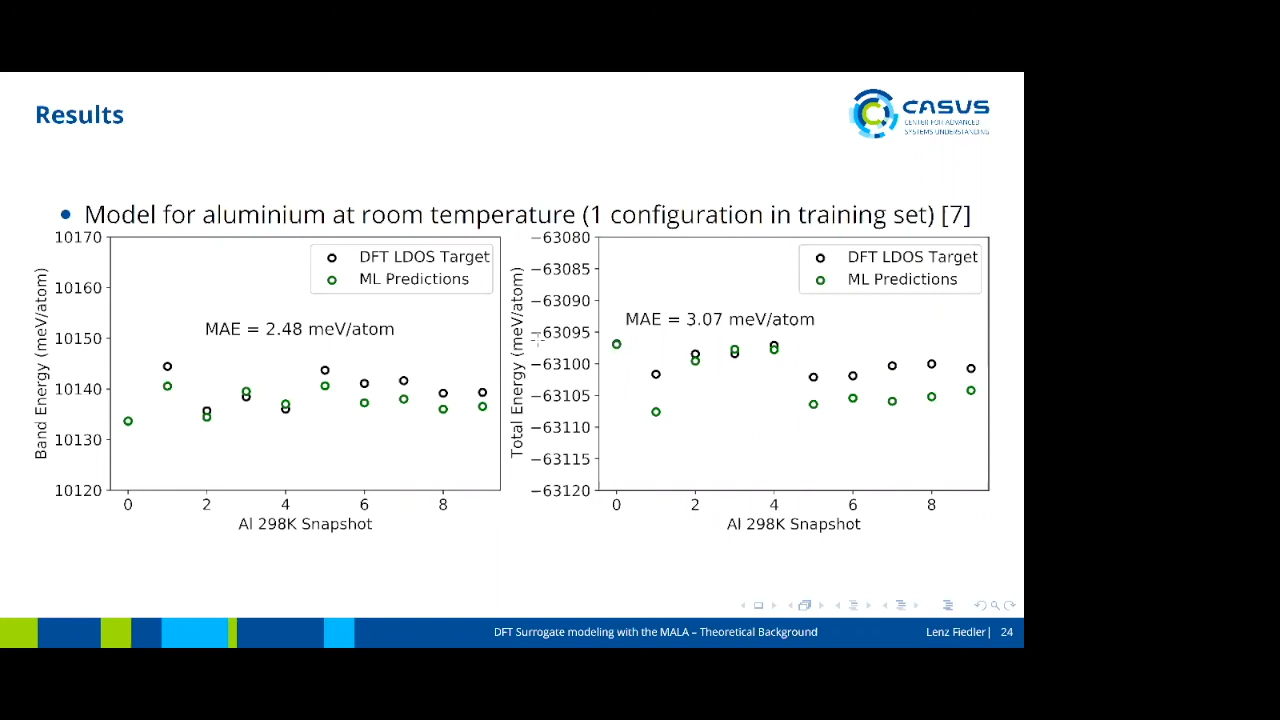 Results
CASUS
CENTER FOR ADVANCED
SYSTEMS UNDERSTANDING
• Model for aluminium at room temperature (1 configuration in training set) [7]
Band Energy (meV/atom)
10170
10160
10150
10140
10130
10120
DFT LDOS Target
ML Predictions
MAE = 2.48 meV/atom
0 2 4 6 8
Al 298K Snapshot
Total Energy (meV/atom)
−63080
−63085
−63090
−63095
−63100
−63105
−63110
−63115
−63120
DFT LDOS Target
ML Predictions
MAE = 3.07 meV/atom
0 2 4 6 8
Al 298K Snapshot
DFT Surrogate modeling with the MALA – Theoretical Background
Lenz Fiedler| 24